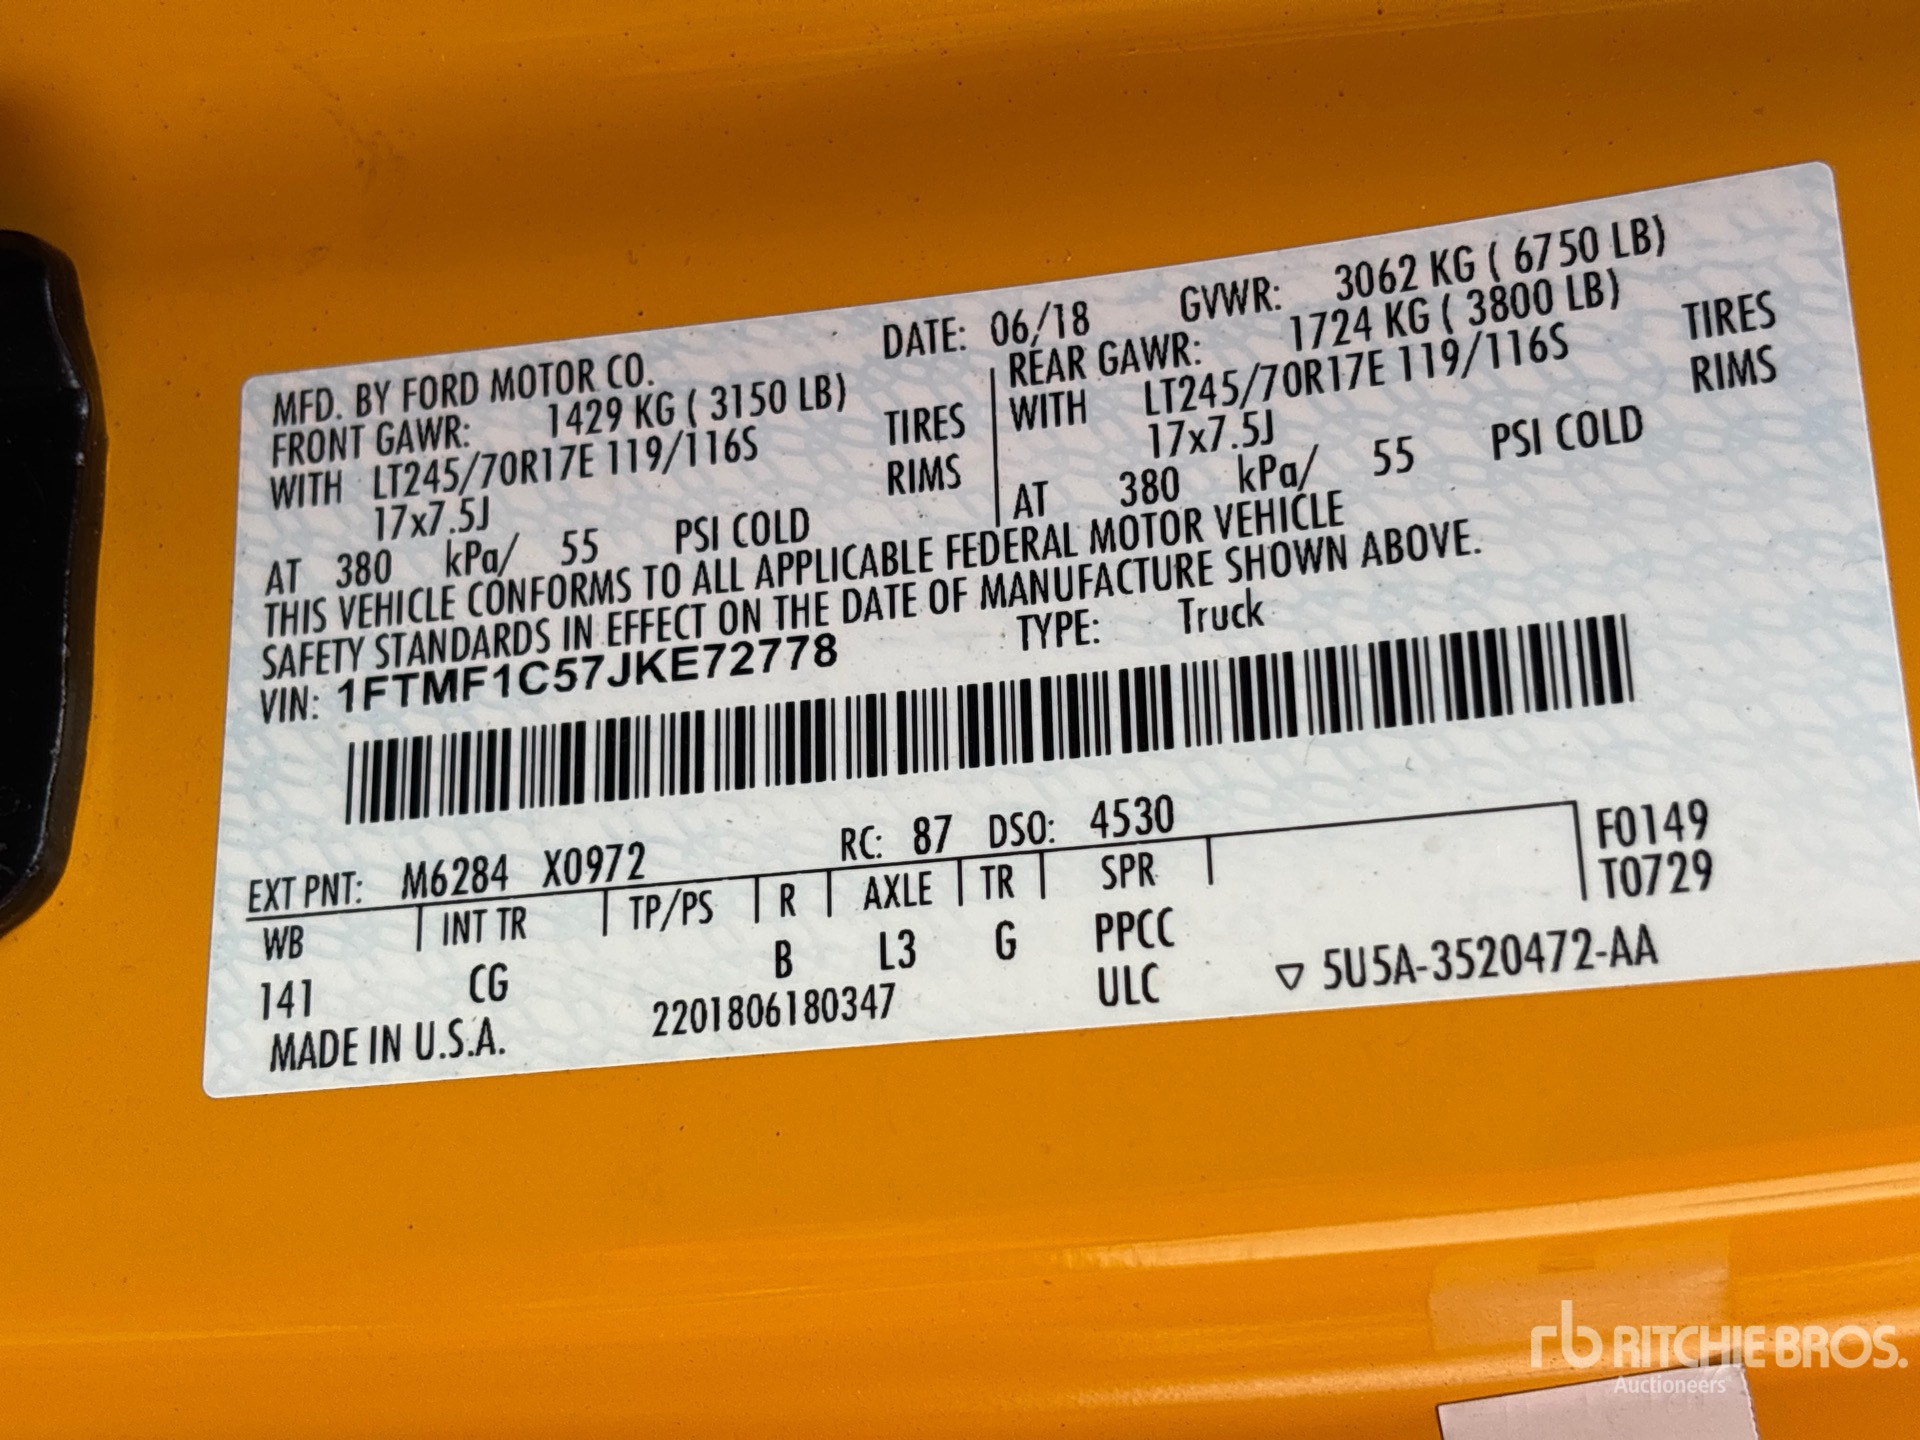 MFD. BY FORD MOTOR CO. DATE: 06/18 GVWR: 3062 KG ( 6750 LB)
FRONT GAWR: 1429 KG ( 3150 LB) REAR GAWR: 1724 KG ( 3800 LB)
WITH LT245/70R17E 119/116S TIRES WITH LT245/70R17E 119/116S TIRES
17x7.5J RIMS 17x7.5J RIMS
AT 380 kPa/ 55 PSI COLD AT 380 kPa/ 55 PSI COLD
THIS VEHICLE CONFORMS TO ALL APPLICABLE FEDERAL MOTOR VEHICLE
SAFETY STANDARDS IN EFFECT ON THE DATE OF MANUFACTURE SHOWN ABOVE.
VIN: 1FTMF1C57JKE72778 TYPE: Truck
EXT PNT: M6284 X0972 RC: 87 DSO: 4530 F0149
WB INT TR TP/PS R AXLE TR SPR T0729
141 CG B L3 G PPCC
MADE IN U.S.A. 2201806180347 ULC ▽ 5U5A-3520472-AA
rb RITCHIE BROS.
Auctioneers